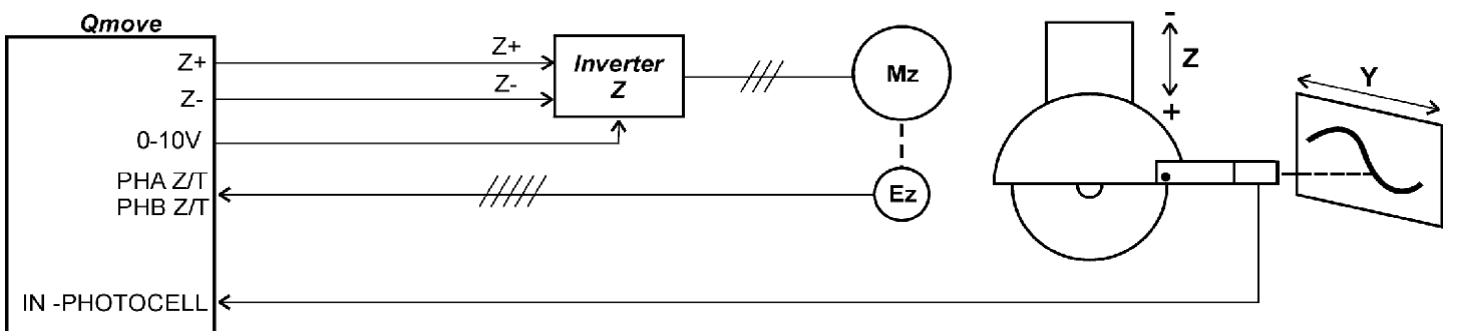 Qmove
Z+
Z-
0-10V
PHA Z/T
PHB Z/T
IN -PHOTOCELL
Z+
Z-
Inverter
Z
Mz
Ez
-
Z
+
Y